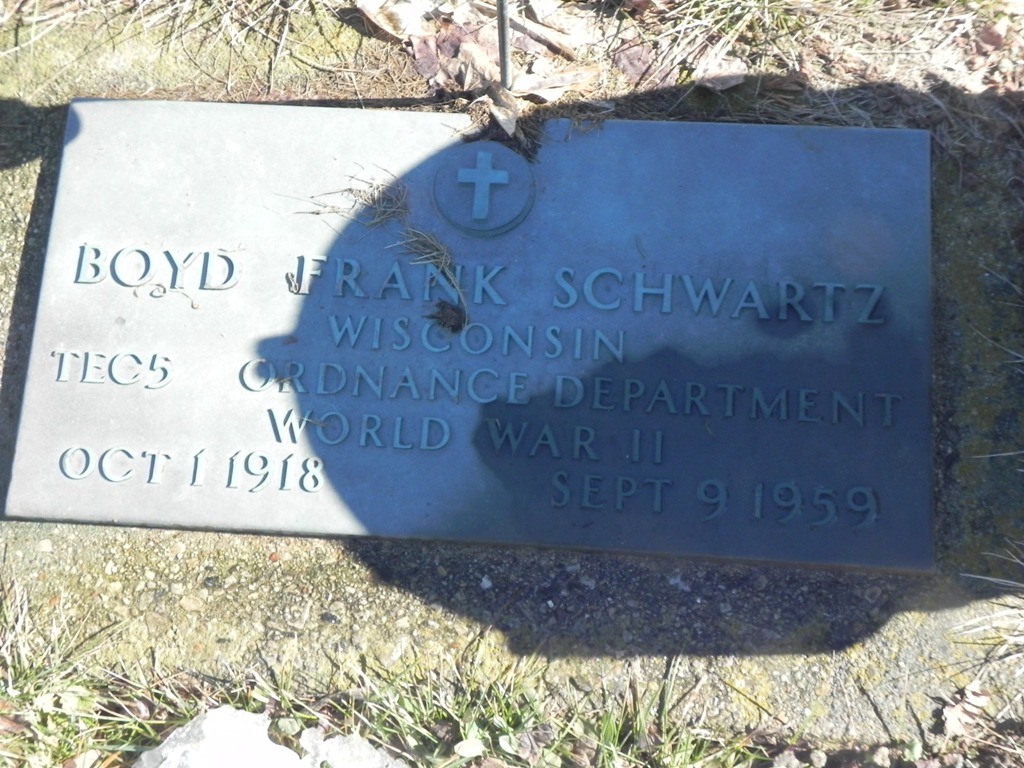 BOYD FRANK SCHWARTZ
WISCONSIN
TEC5 ORDNANCE DEPARTMENT
WORLD WAR II
OCT 1 1918 SEPT 9 1959